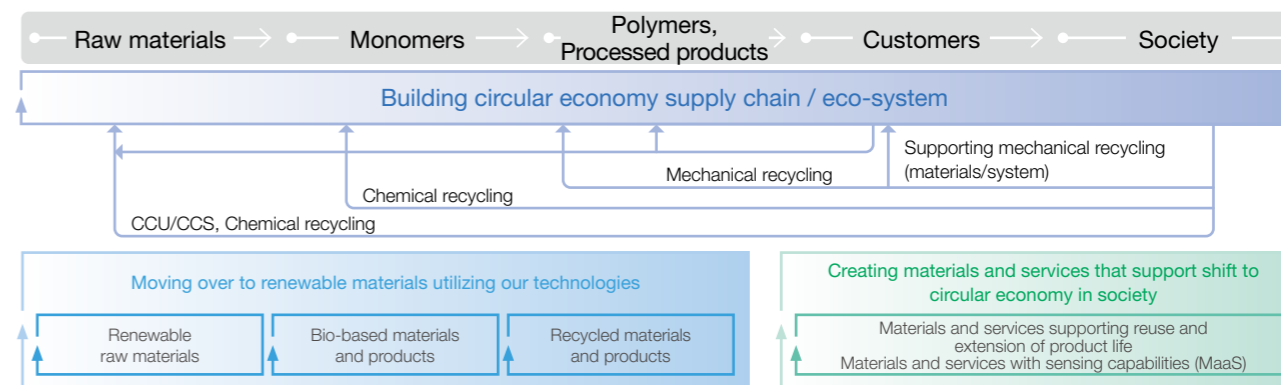 Raw materials
Monomers
Polymers,
Processed products
Customers
Society
Building circular economy supply chain / eco-system
Supporting mechanical recycling
(materials/system)
Mechanical recycling
Chemical recycling
CCU/CCS, Chemical recycling
Moving over to renewable materials utilizing our technologies
Renewable
raw materials
Bio-based materials
and products
Recycled materials
and products
Creating materials and services that support shift to
circular economy in society
Materials and services supporting reuse and
extension of product life
Materials and services with sensing capabilities (MaaS)